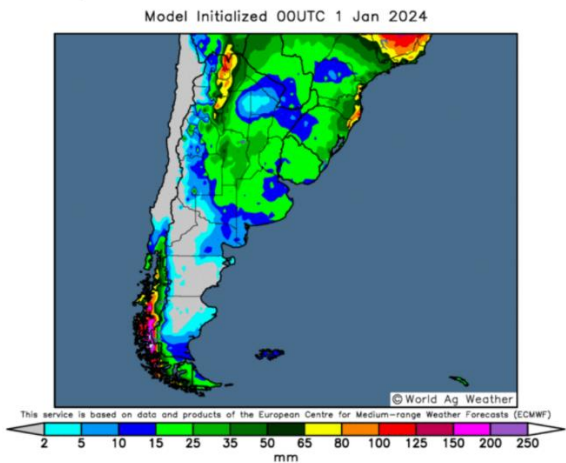 Model Initialized 00UTC 1 Jan 2024
© World Ag Weather
This service is based on data and products of the European Centre for Medium-range Weather Forecasts (ECMWF)
2 5 10 15 25 35 50 65 80 100 125 150 200 250
mm